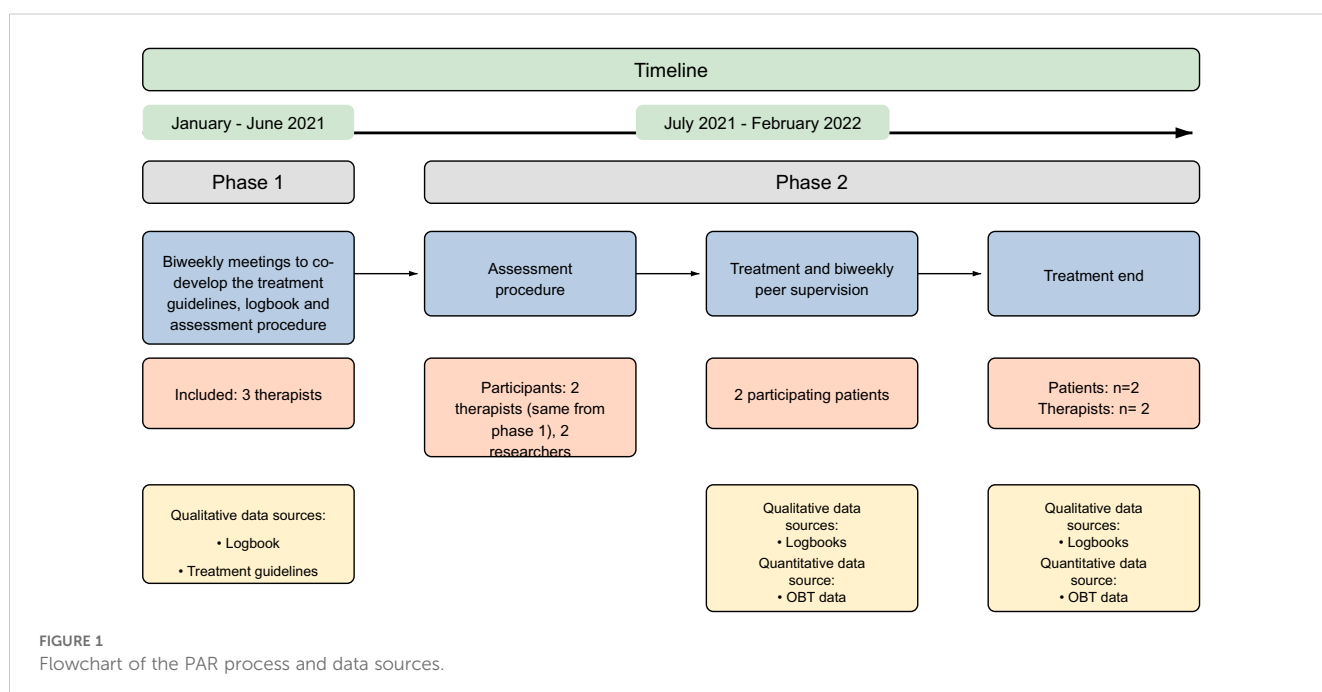 Timeline
January - June 2021
July 2021 - February 2022
Phase 1
Phase 2
Biweekly meetings to co-
develop the treatment
guidelines, logbook and
assessment procedure
Assessment
procedure
Treatment and biweekly
peer supervision
Treatment end
Included: 3 therapists
Participants: 2
therapists (same from
phase 1), 2
researchers
2 participating patients
Patients: n=2
Therapists: n= 2
Qualitative data sources:
• Logbook
• Treatment guidelines
Qualitative data
sources:
• Logbooks
Quantitative data
source:
• OBT data
Qualitative data
sources:
• Logbooks
Quantitative data
source:
• OBT data
FIGURE 1
Flowchart of the PAR process and data sources.